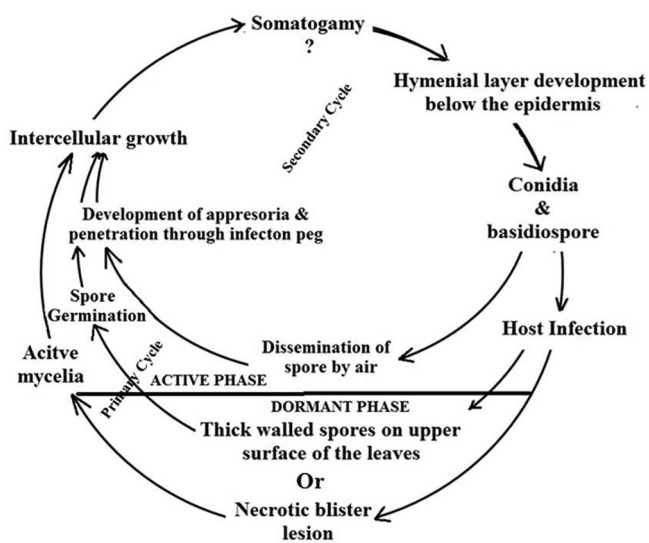 Somatogamy
?
Hymenial layer development
below the epidermis
Secondary Cycle
Intercellular growth
Conidia
&
basidiospore
Development of appresoria &
penetration through infecton peg
Spore
Germination
Host Infection
Dissemination of
spore by air
Acitve
mycelia
Primary Cycle
ACTIVE PHASE
DORMANT PHASE
Thick walled spores on upper
surface of the leaves
Or
Necrotic blister
lesion